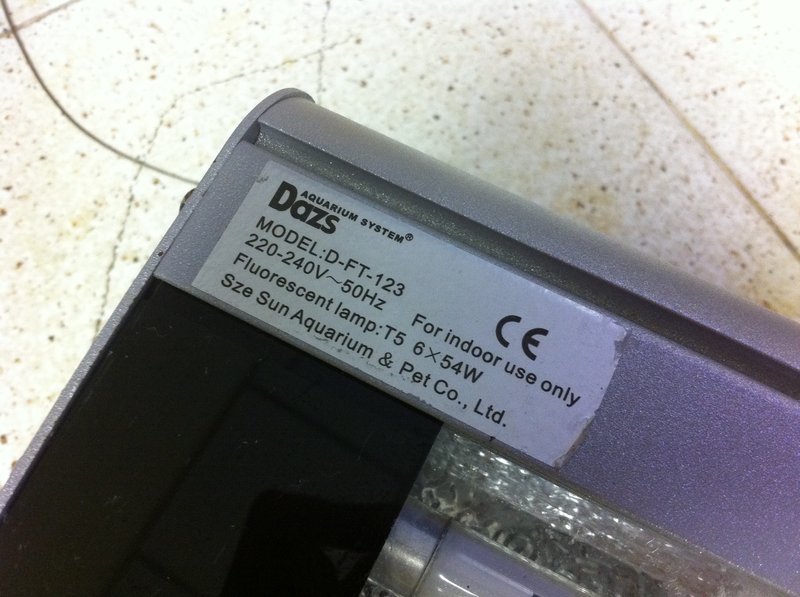 Dazs AQUARIUM SYSTEM®
MODEL:D-FT-123
220-240V~50Hz For indoor use only
Fluorescent lamp:T5 6×54W
Sze Sun Aquarium & Pet Co., Ltd.
CE